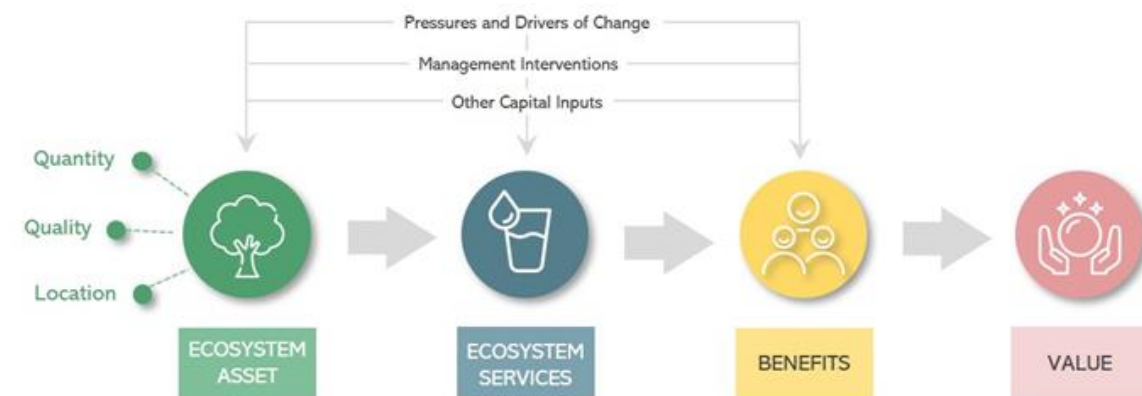 Pressures and Drivers of Change
Management Interventions
Other Capital Inputs
Quantity
Quality
Location
ECOSYSTEM
ASSET
ECOSYSTEM
SERVICES
BENEFITS
VALUE